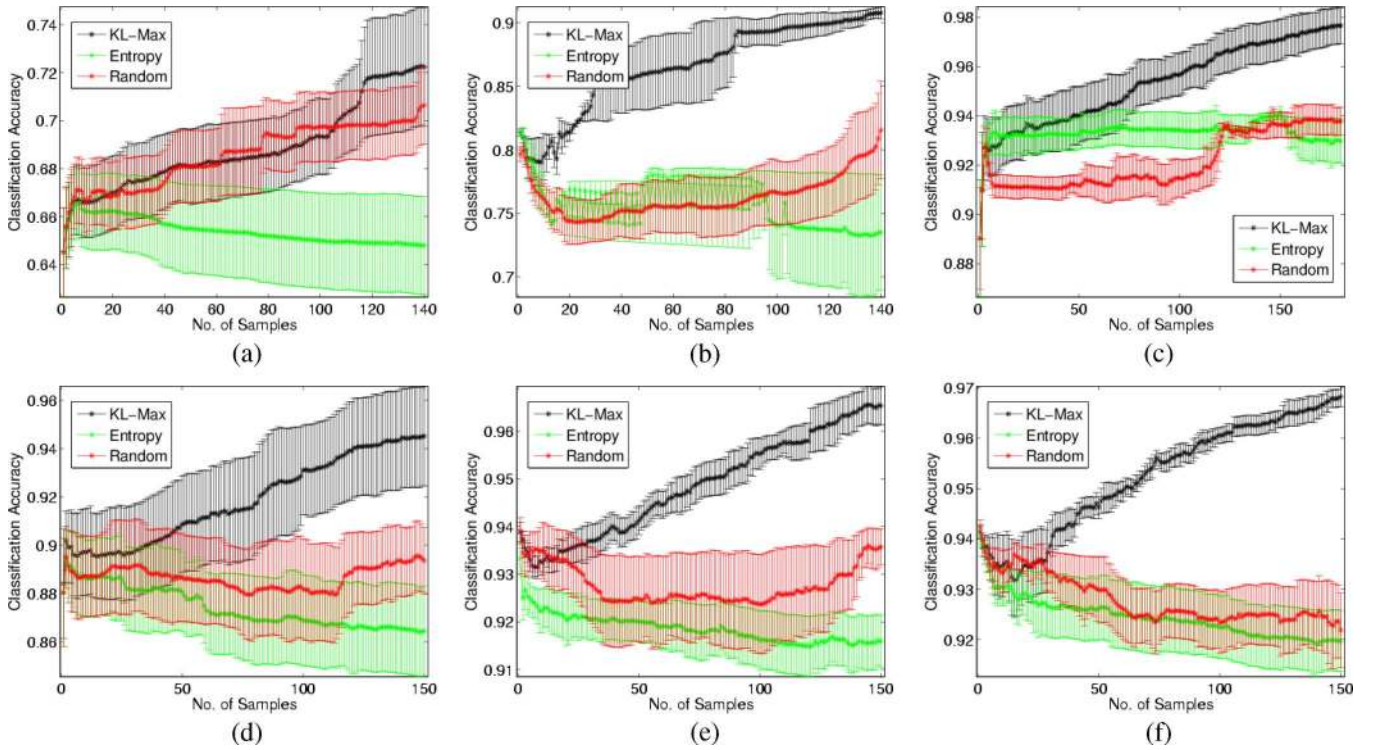 0.74
0.72
0.7
0.68
0.66
0.64
Classification Accuracy
KL-Max
Entropy
Random
0 20 40 60 80 100 120 140
No. of Samples
(a)
0.9
0.85
0.8
0.75
0.7
Classification Accuracy
KL-Max
Entropy
Random
0 20 40 60 80 100 120 140
No. of Samples
(b)
0.98
0.96
0.94
0.92
0.9
0.88
Classification Accuracy
KL-Max
Entropy
Random
0 50 100 150
No. of Samples
(c)
0.96
0.94
0.92
0.9
0.88
0.86
Classification Accuracy
KL-Max
Entropy
Random
0 50 100 150
No. of Samples
(d)
0.96
0.95
0.94
0.93
0.92
0.91
Classification Accuracy
KL-Max
Entropy
Random
0 50 100 150
No. of Samples
(e)
0.97
0.96
0.95
0.94
0.93
0.92
Classification Accuracy
KL-Max
Entropy
Random
0 50 100 150
No. of Samples
(f)